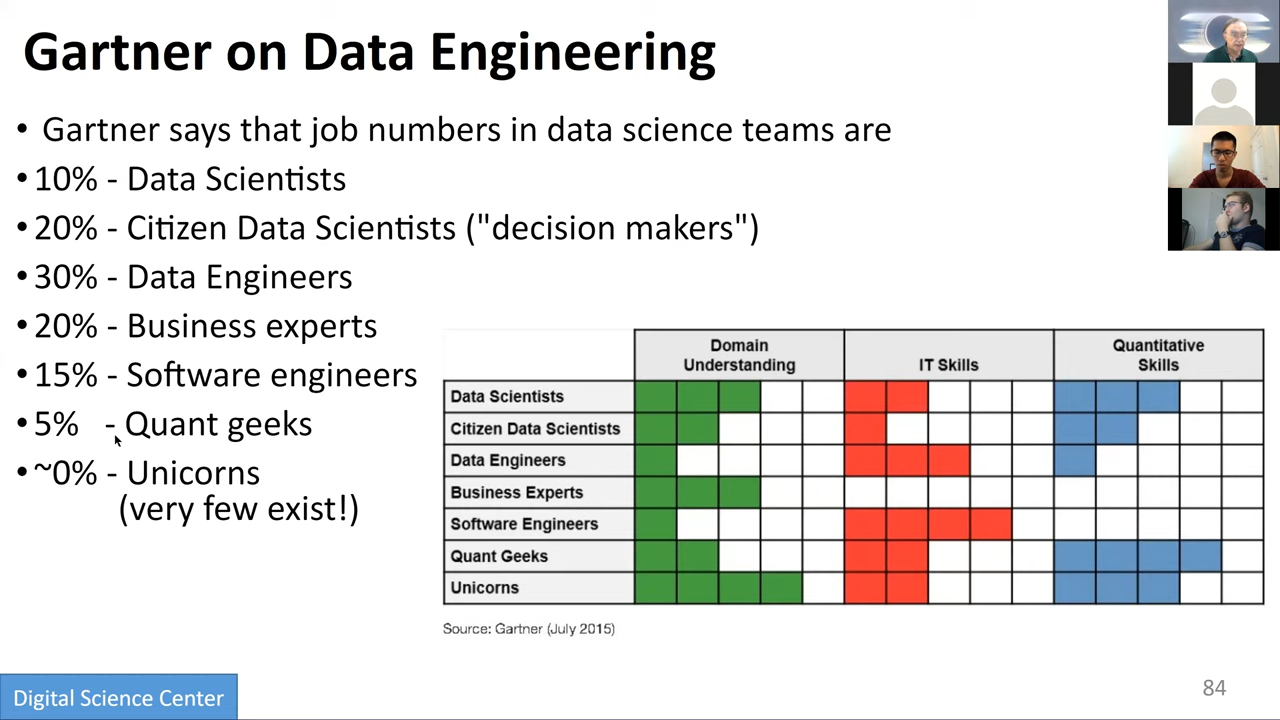 Gartner on Data Engineering
• Gartner says that job numbers in data science teams are
• 10% - Data Scientists
• 20% - Citizen Data Scientists ("decision makers")
• 30% - Data Engineers
• 20% - Business experts
• 15% - Software engineers
• 5% - Quant geeks
• ~0% - Unicorns
(very few exist!)
Domain Understanding
IT Skills
Quantitative Skills
Data Scientists
Citizen Data Scientists
Data Engineers
Business Experts
Software Engineers
Quant Geeks
Unicorns
Source: Gartner (July 2015)
Digital Science Center
84